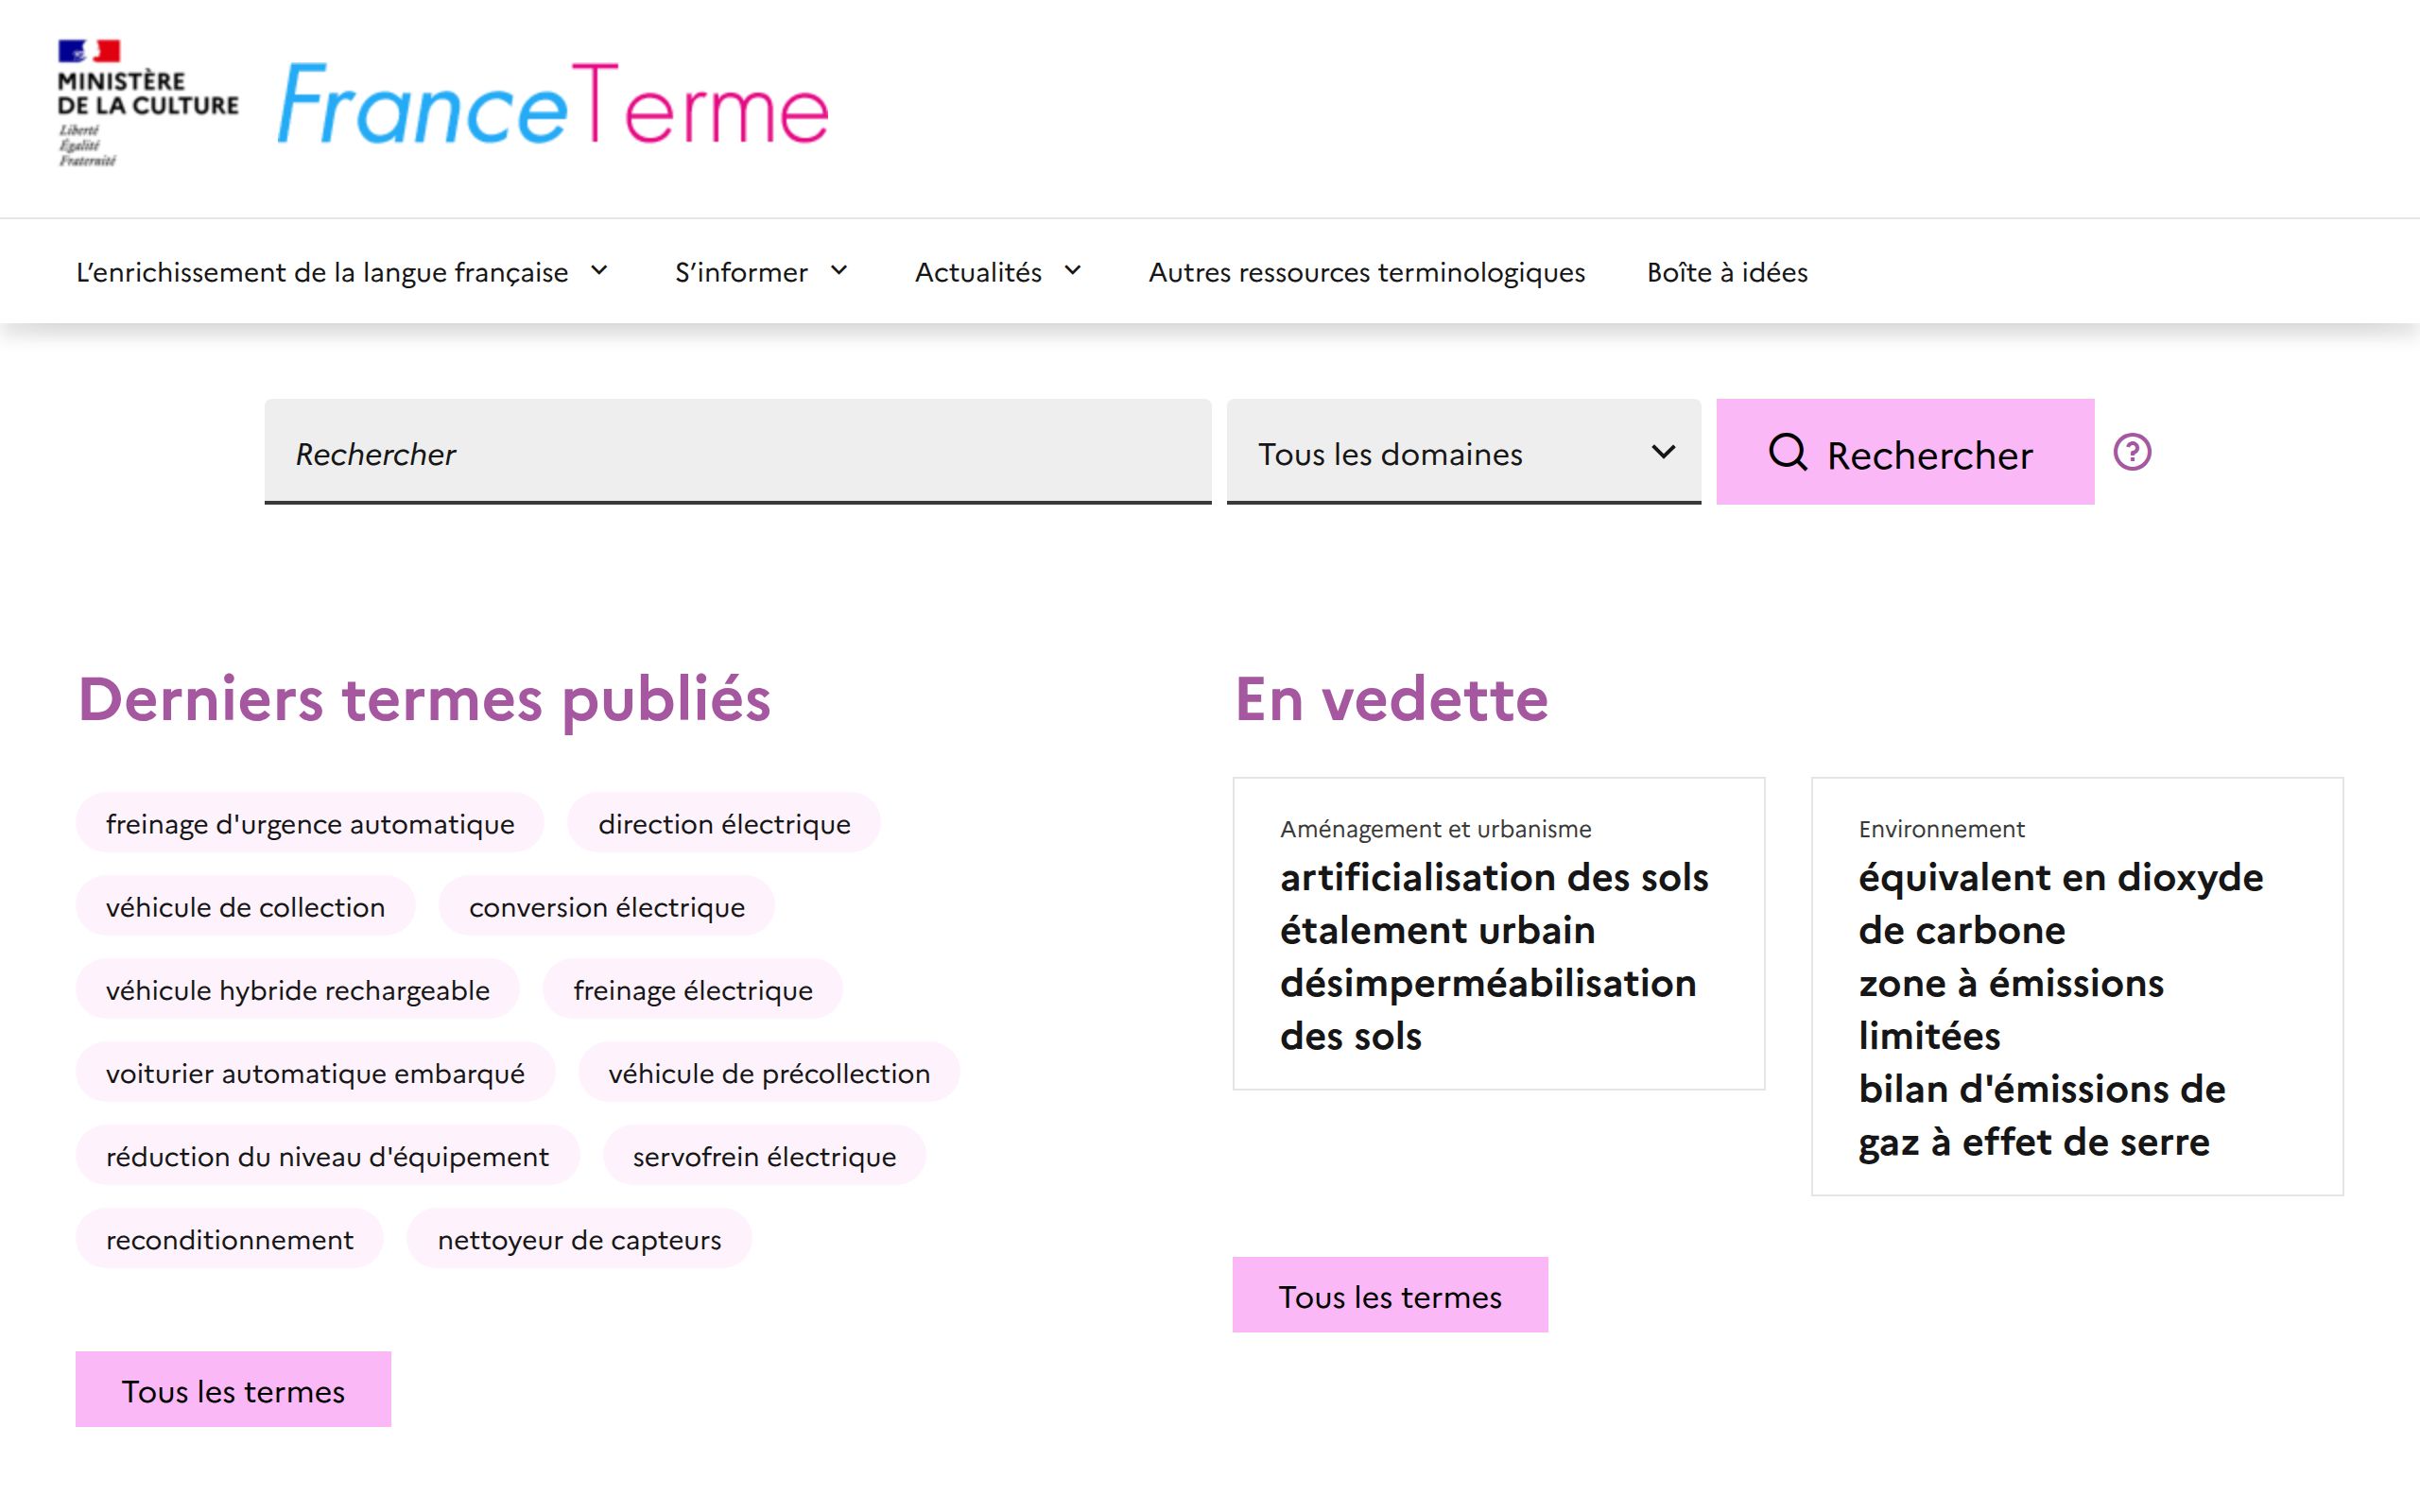 MINISTÈRE
DE LA CULTURE
Liberté
Égalité
Fraternité
FranceTerme
L'enrichissement de la langue française
S'informer
Actualités
Autres ressources terminologiques
Boîte à idées
Rechercher
Tous les domaines
Rechercher
?
Derniers termes publiés
freinage d'urgence automatique
direction électrique
véhicule de collection
conversion électrique
véhicule hybride rechargeable
freinage électrique
voiturier automatique embarqué
véhicule de précollection
réduction du niveau d'équipement
servofrein électrique
reconditionnement
nettoyeur de capteurs
Tous les termes
En vedette
Aménagement et urbanisme
artificialisation des sols
étalement urbain
désimperméabilisation
des sols
Environnement
équivalent en dioxyde
de carbone
zone à émissions
limitées
bilan d'émissions de
gaz à effet de serre
Tous les termes